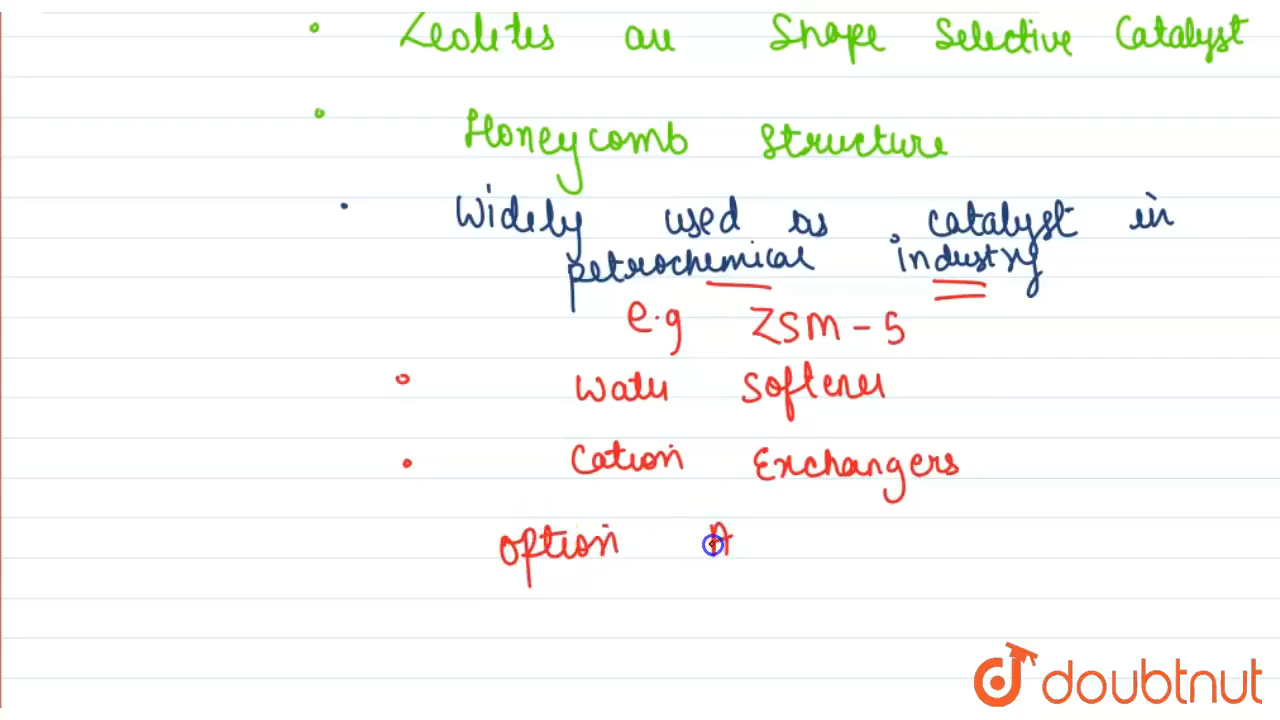 • Zeolites are Shape Selective Catalyst
• Honeycomb Structure
• Widely used as catalyst in
petrochemical industry
e.g ZSM-5
• Water Softener
• Cation Exchangers
option A
doubtnut